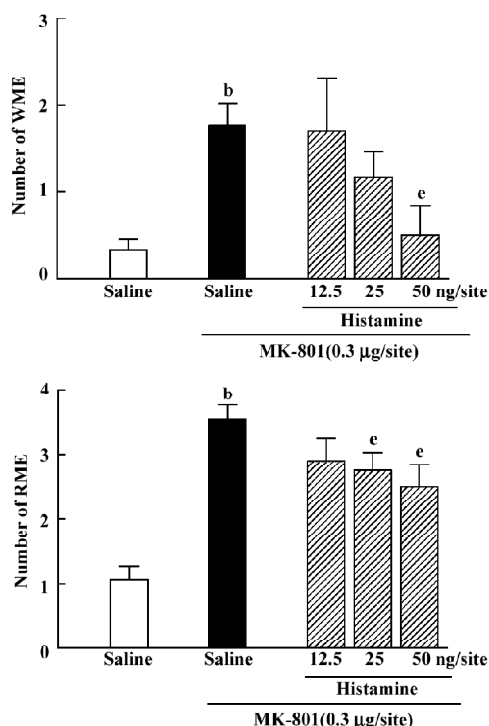 3
2
1
0
Number of WME
b
e
Saline Saline 12.5 25 50 ng/site
Histamine
MK-801(0.3 μg/site)
4
3
2
1
0
Number of RME
b
e
e
Saline Saline 12.5 25 50 ng/site
Histamine
MK-801(0.3 μg/site)